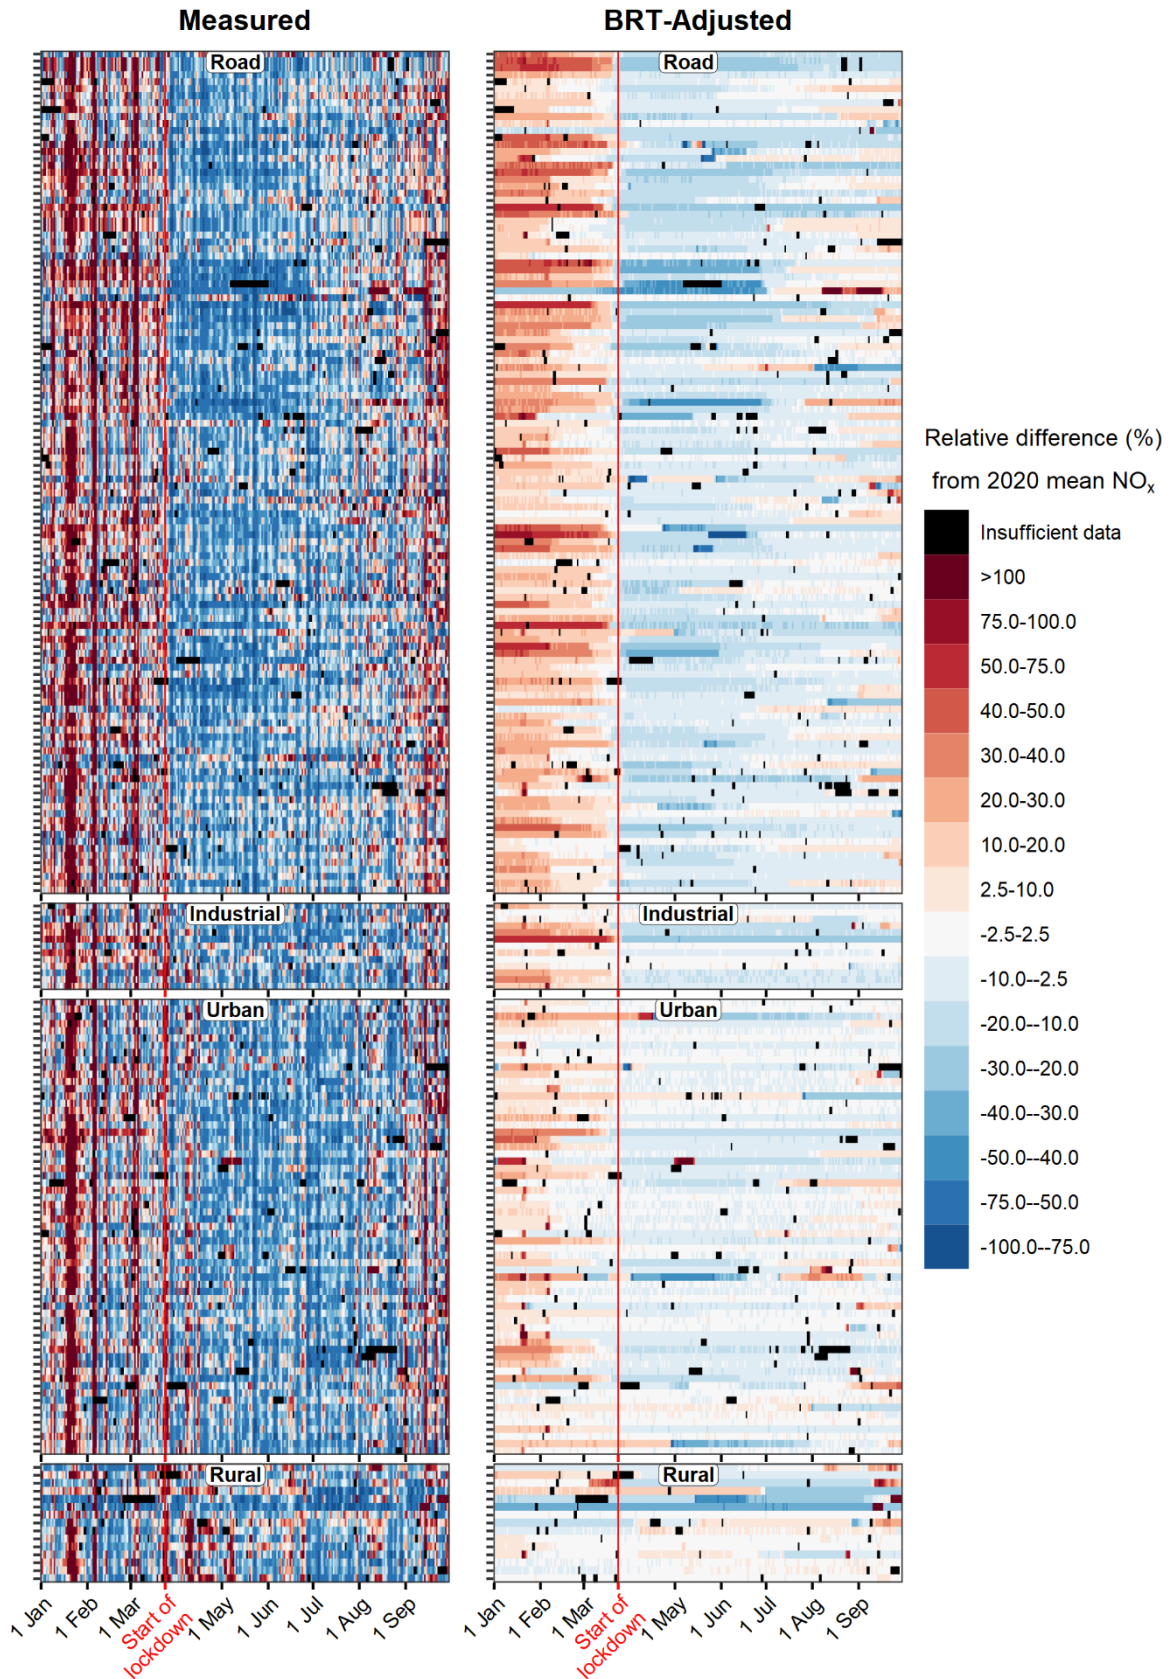 Measured
BRT-Adjusted
Road
Road
Industrial
Industrial
Urban
Urban
Rural
Rural
Relative difference (%)
from 2020 mean NOx
Insufficient data
>100
75.0-100.0
50.0-75.0
40.0-50.0
30.0-40.0
20.0-30.0
10.0-20.0
2.5-10.0
-2.5-2.5
-10.0--2.5
-20.0--10.0
-30.0--20.0
-40.0--30.0
-50.0--40.0
-75.0--50.0
-100.0--75.0
1 Jan
1 Feb
1 Mar
Start of
lockdown
1 May
1 Jun
1 Jul
1 Aug
1 Sep
1 Jan
1 Feb
1 Mar
Start of
lockdown
1 May
1 Jun
1 Jul
1 Aug
1 Sep